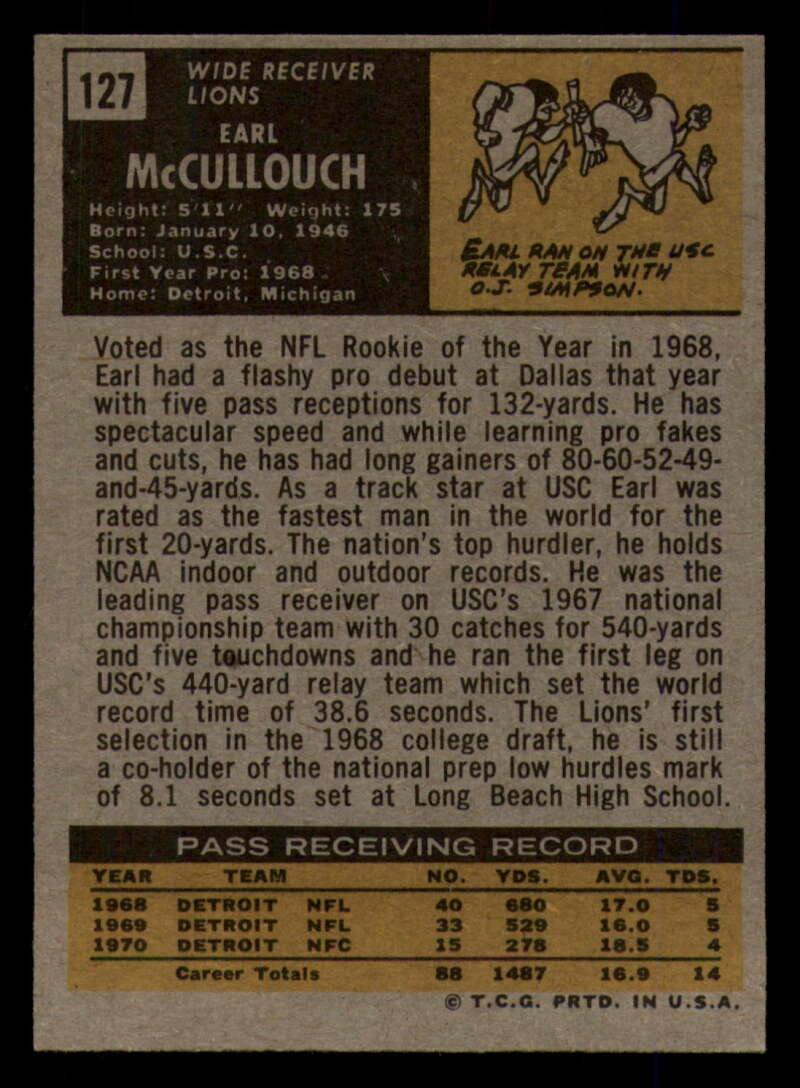 127
WIDE RECEIVER
LIONS
EARL
McCULLOUCH
Height: 5'11" Weight: 175
Born: January 10, 1946
School: U.S.C.
First Year Pro: 1968
Home: Detroit, Michigan
EARL RAN ON THE USC
RELAY TEAM WITH
O.J. SIMPSON.
Voted as the NFL Rookie of the Year in 1968,
Earl had a flashy pro debut at Dallas that year
with five pass receptions for 132-yards. He has
spectacular speed and while learning pro fakes
and cuts, he has had long gainers of 80-60-52-49-
and-45-yards. As a track star at USC Earl was
rated as the fastest man in the world for the
first 20-yards. The nation's top hurdler, he holds
NCAA indoor and outdoor records. He was the
leading pass receiver on USC's 1967 national
championship team with 30 catches for 540-yards
and five touchdowns and he ran the first leg on
USC's 440-yard relay team which set the world
record time of 38.6 seconds. The Lions' first
selection in the 1968 college draft, he is still
a co-holder of the national prep low hurdles mark
of 8.1 seconds set at Long Beach High School.
PASS RECEIVING RECORD
YEAR TEAM NO. YDS. AVG. TDS.
1968 DETROIT NFL 40 680 17.0 5
1969 DETROIT NFL 33 529 16.0 5
1970 DETROIT NFC 15 278 18.5 4
Career Totals 88 1487 16.9 14
© T.C.G. PRTD. IN U.S.A.